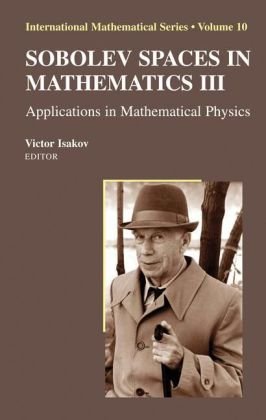 International Mathematical Series • Volume 10
SOBOLEV SPACES IN
MATHEMATICS III
Applications in Mathematical Physics
Victor Isakov
EDITOR